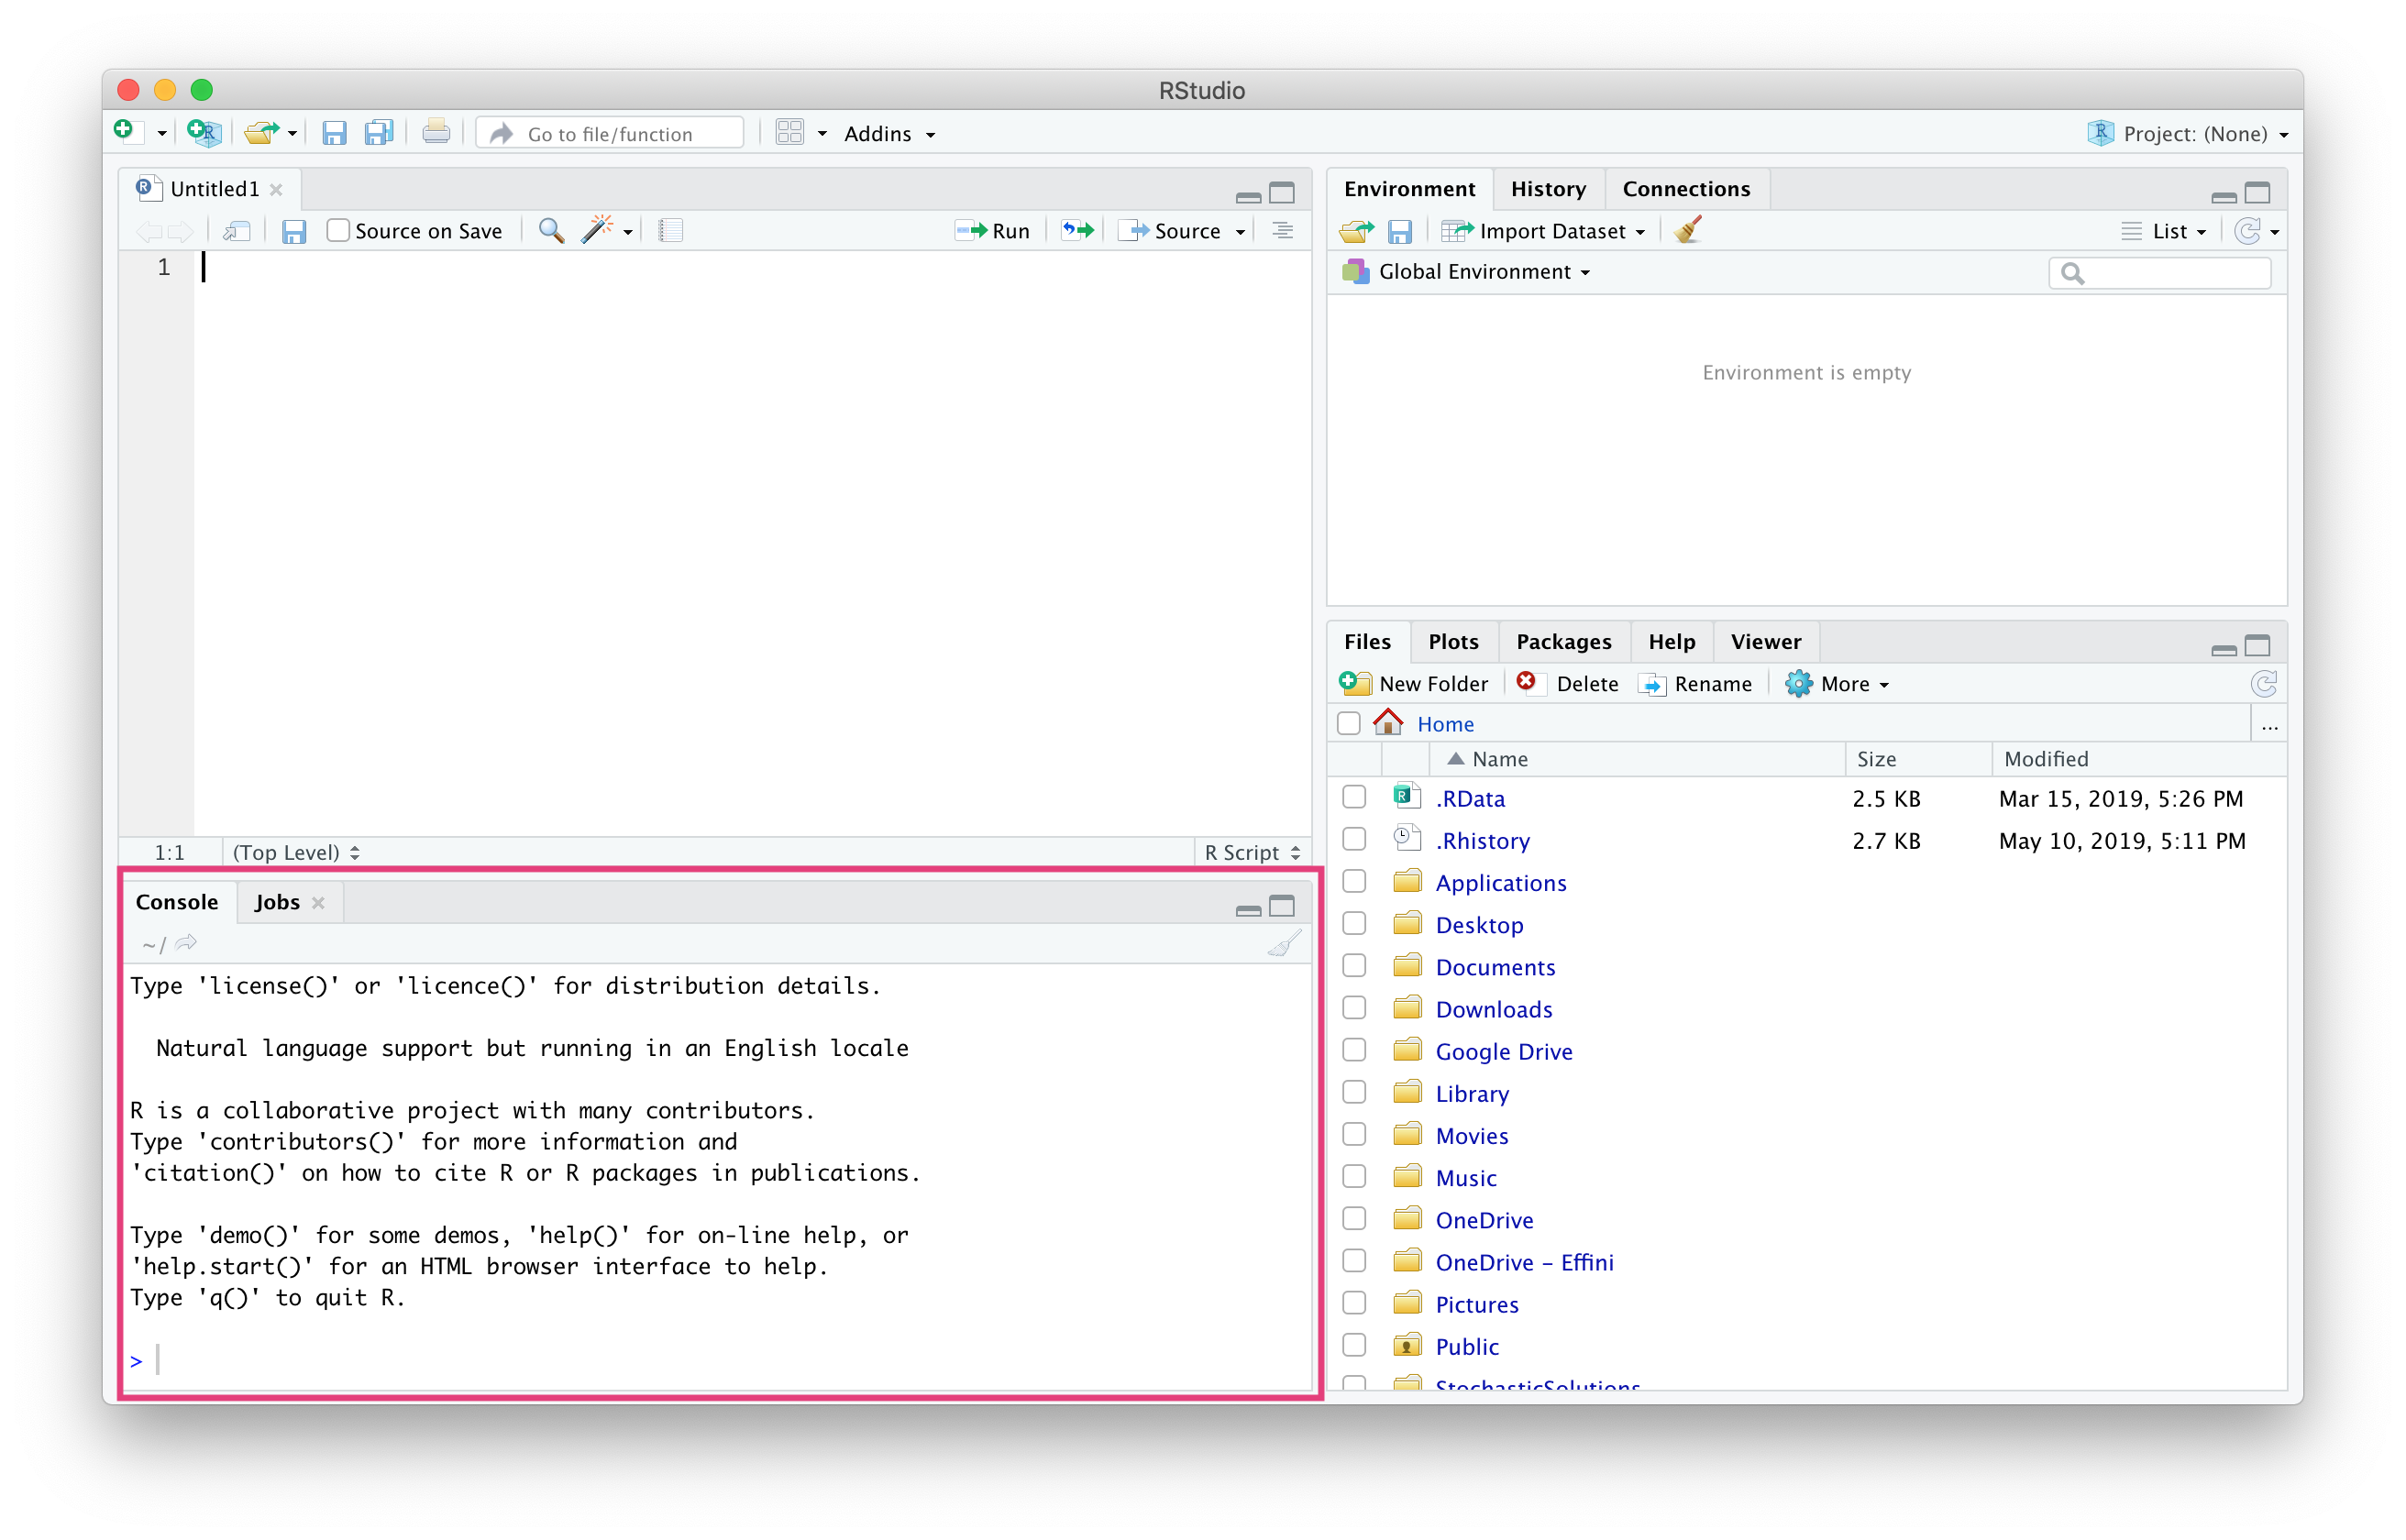 RStudio
Go to file/function
Addins
Project: (None)
Untitled1
Source on Save
Run
Source
1
1:1
(Top Level)
R Script
Console
Jobs
~/
Type 'license()' or 'licence()' for distribution details.
Natural language support but running in an English locale
R is a collaborative project with many contributors.
Type 'contributors()' for more information and
'citation()' on how to cite R or R packages in publications.
Type 'demo()' for some demos, 'help()' for on-line help, or
'help.start()' for an HTML browser interface to help.
Type 'q()' to quit R.
>
Environment
History
Connections
Import Dataset
List
Global Environment
Environment is empty
Files
Plots
Packages
Help
Viewer
New Folder
Delete
Rename
More
Home
...
Name Size Modified
.RData 2.5 KB Mar 15, 2019, 5:26 PM
.Rhistory 2.7 KB May 10, 2019, 5:11 PM
Applications
Desktop
Documents
Downloads
Google Drive
Library
Movies
Music
OneDrive
OneDrive – Effini
Pictures
Public
StochasticSolutions